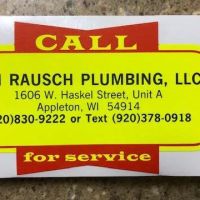 CALL
RAUSCH PLUMBING, LLC
1606 W. Haskel Street, Unit A
Appleton, WI 54914
20)830-9222 or Text (920)378-0918
for service